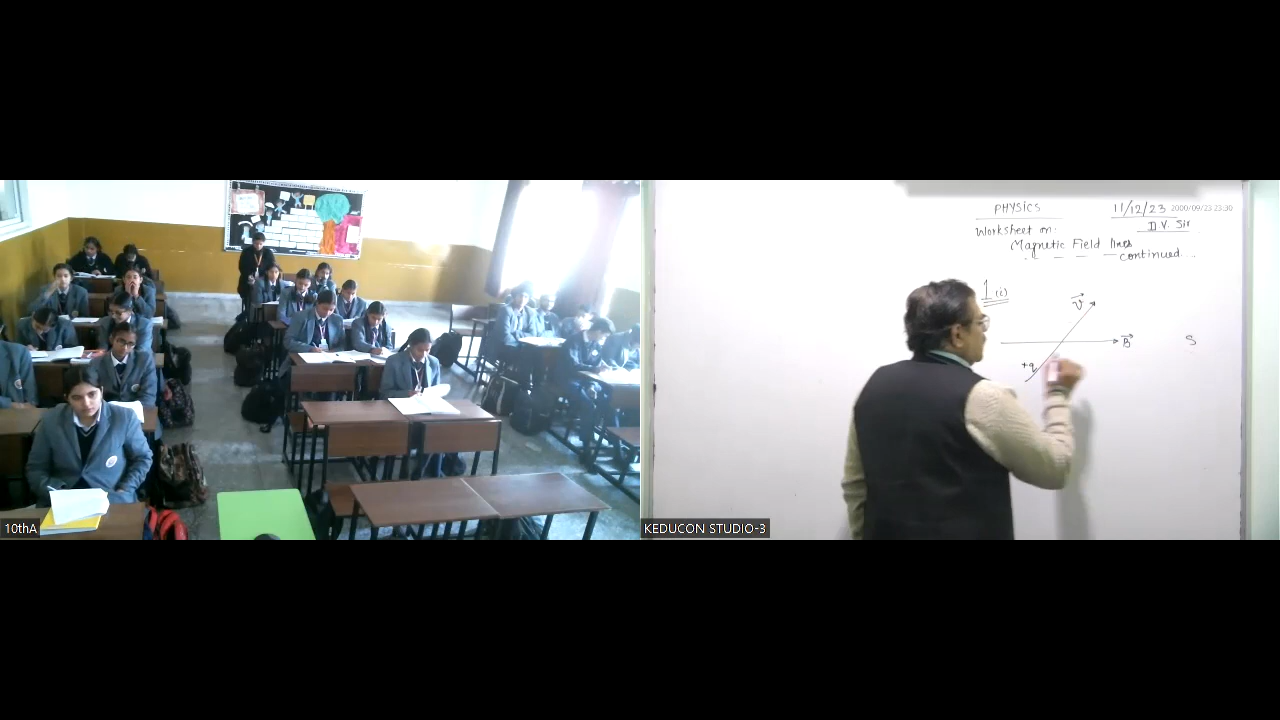 PHYSICS
11/12/23
2000/09/23 23:30
Worksheet on:
D.V. Sir
Magnetic Field lines
continued....
1 (i)
V
B
S
+q
10thA
KEDUCON STUDIO-3